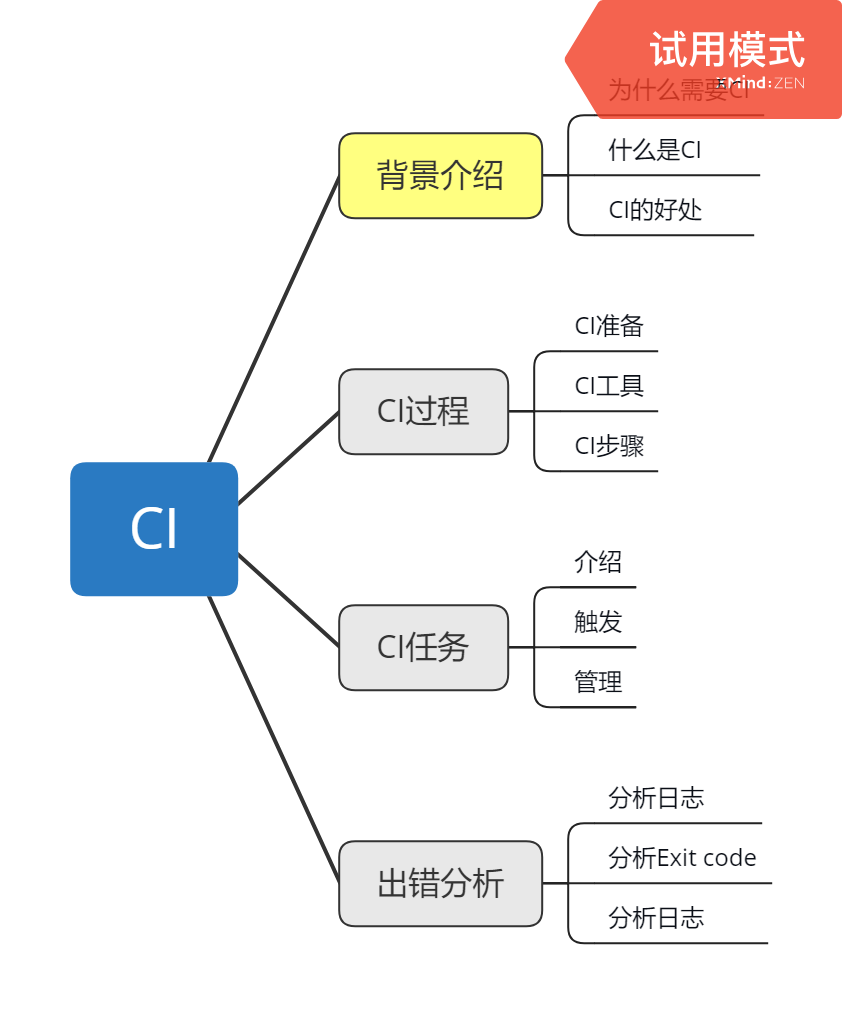 试用模式
XMind:ZEN
为什么需要CI
背景介绍
什么是CI
CI的好处
CI准备
CI过程
CI工具
CI步骤
CI
介绍
CI任务
触发
管理
分析日志
出错分析
分析Exit code
分析日志